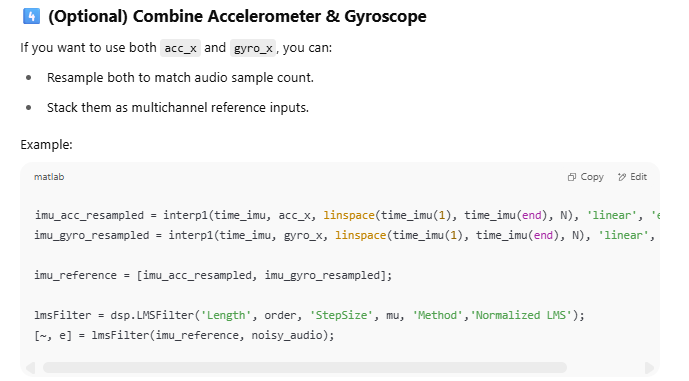 4 (Optional) Combine Accelerometer & Gyroscope
If you want to use both acc_x and gyro_x, you can:
• Resample both to match audio sample count.
• Stack them as multichannel reference inputs.
Example:
matlab Copy Edit
imu_acc_resampled = interp1(time_imu, acc_x, linspace(time_imu(1), time_imu(end), N), 'linear', 'e
imu_gyro_resampled = interp1(time_imu, gyro_x, linspace(time_imu(1), time_imu(end), N), 'linear',
imu_reference = [imu_acc_resampled, imu_gyro_resampled];
lmsFilter = dsp.LMSFilter('Length', order, 'StepSize', mu, 'Method','Normalized LMS');
[~, e] = lmsFilter(imu_reference, noisy_audio);